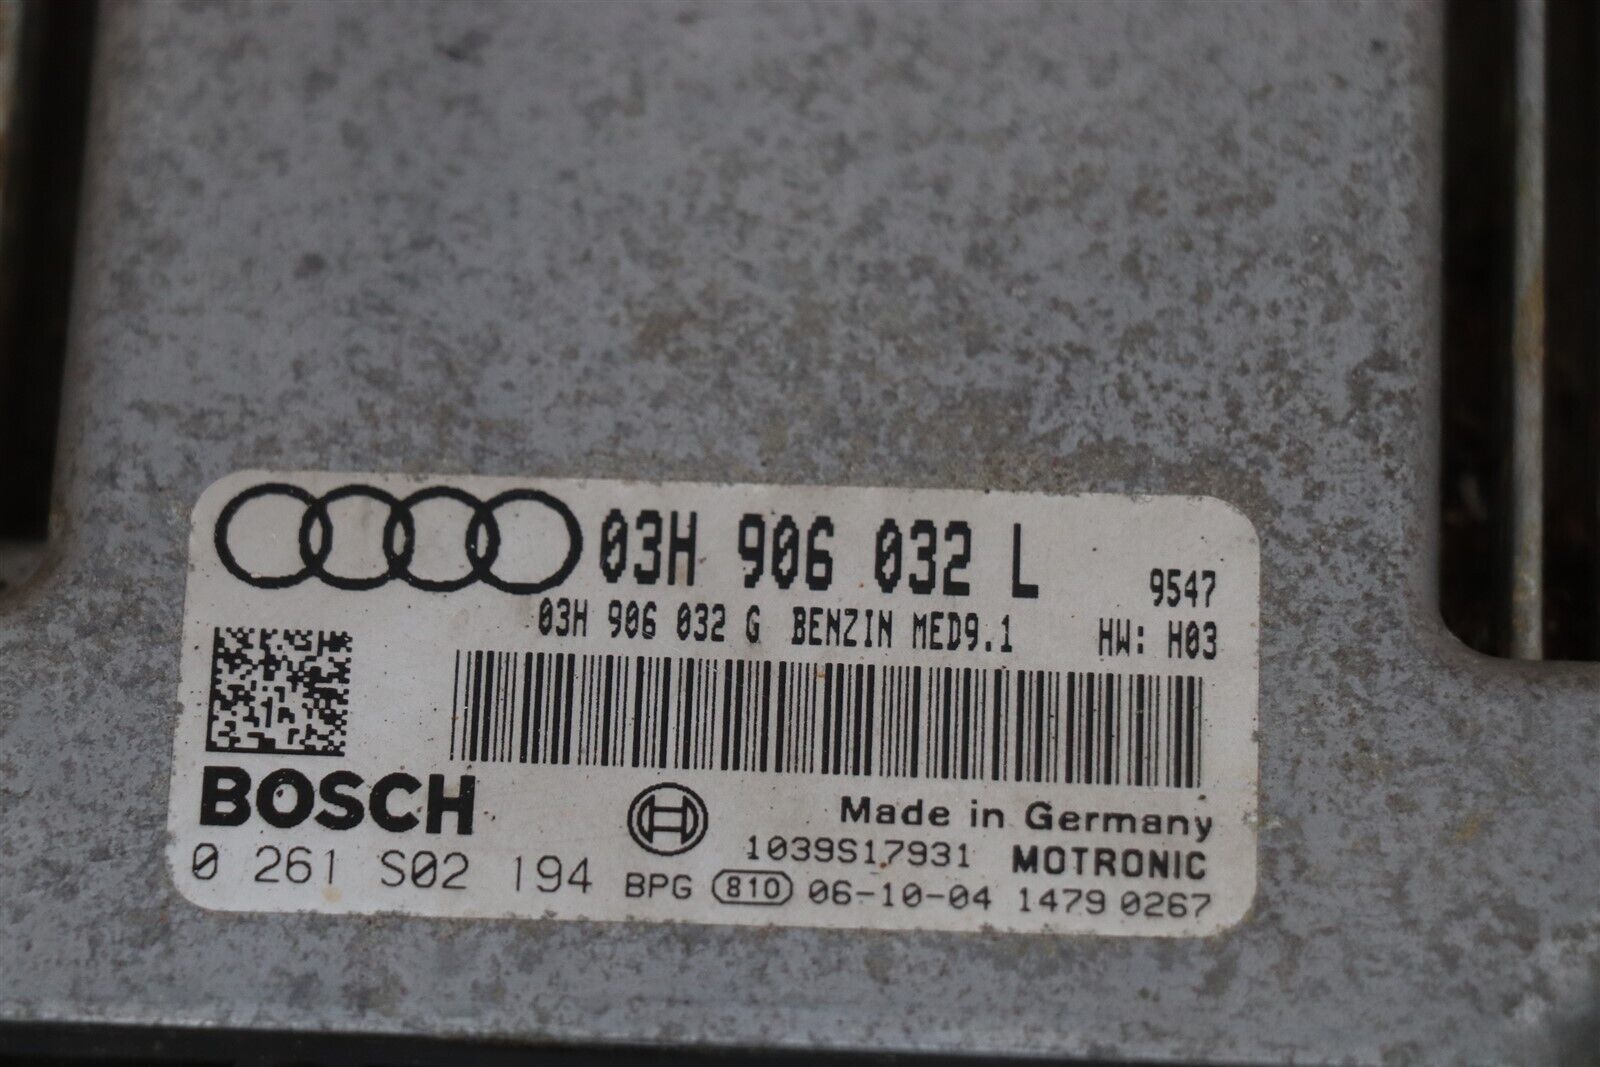 03H 906 032 L 9547
03H 906 032 G BENZIN MED9.1 HW: H03
BOSCH
Made in Germany
1039S17931 MOTRONIC
0 261 S02 194 BPG 810 06-10-04 1479 0267